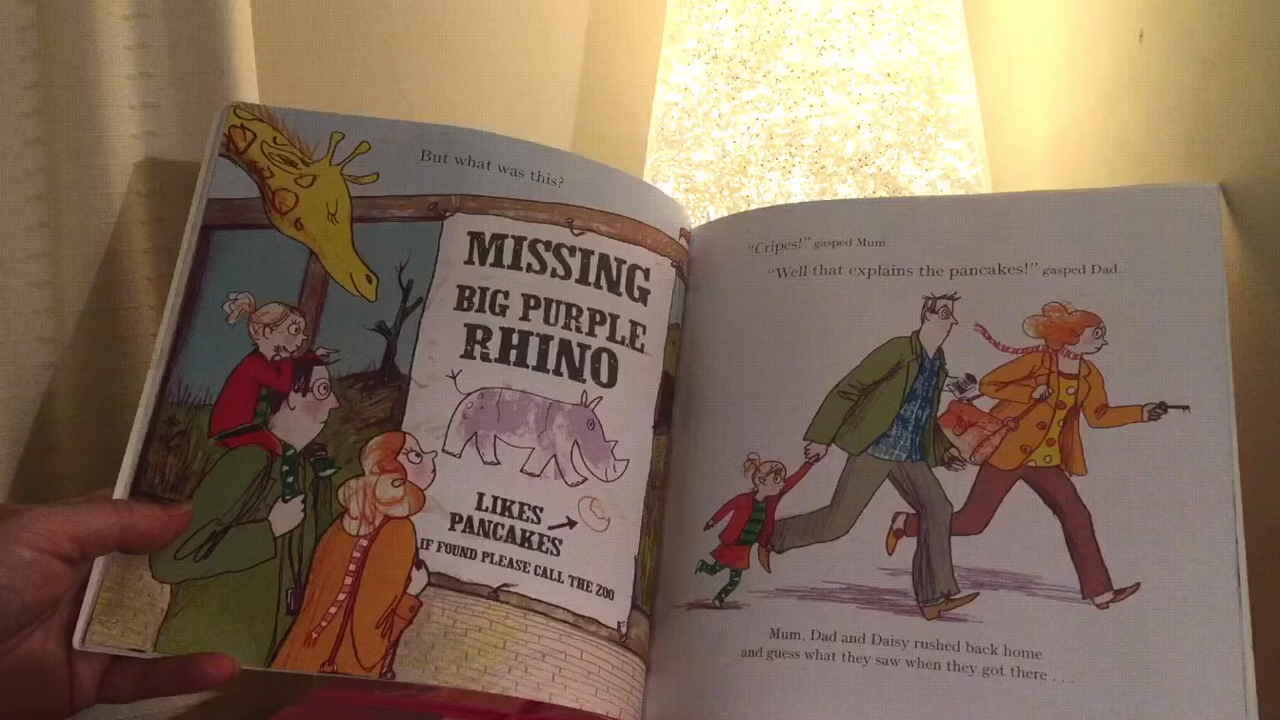 But what was this?
MISSING
BIG PURPLE
RHINO
LIKES
PANCAKES
IF FOUND PLEASE CALL THE ZOO
“Cripes!” gasped Mum.
“Well that explains the pancakes!” gasped Dad.
Mum, Dad and Daisy rushed back home
and guess what they saw when they got there . . .